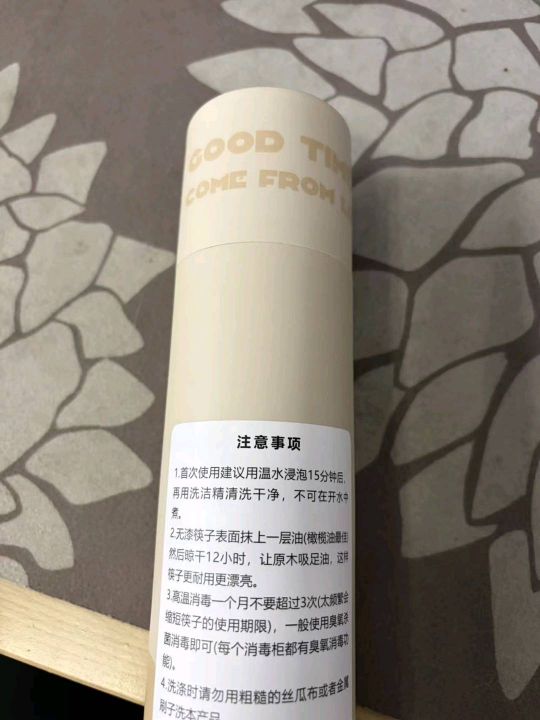 GOOD TIM
COME FROM
注意事项
1.首次使用建议用温水浸泡15分钟后,
再用洗洁精清洗干净，不可在开水中
煮。
2.无漆筷子表面抹上一层油(橄榄油最佳)
然后晾干12小时，让原木吸足油，这样
筷子更耐用更漂亮。
3.高温消毒一个月不要超过3次(太频繁会
缩短筷子的使用期限)，一般使用臭氧杀
菌消毒即可(每个消毒柜都有臭氧消毒功
能)。
4.洗涤时请勿用粗糙的丝瓜布或者金属
刷子洗本产品